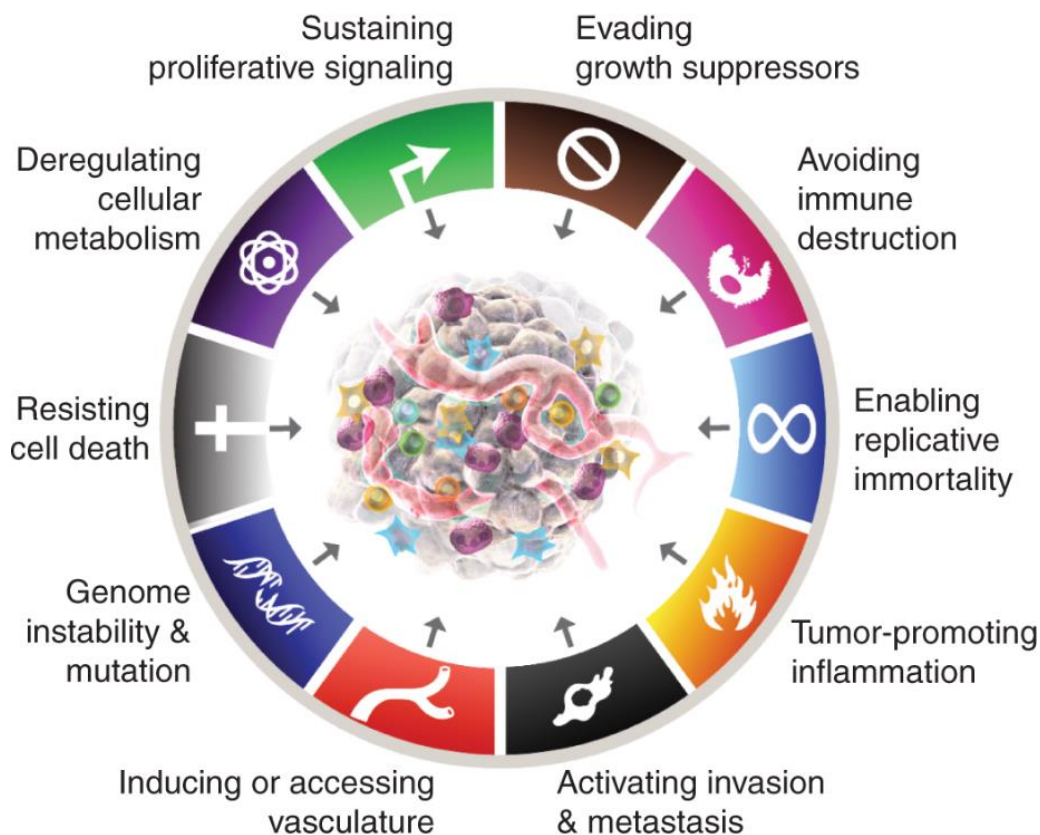 Sustaining
proliferative signaling
Evading
growth suppressors
Avoiding
immune
destruction
Enabling
replicative
immortality
Tumor-promoting
inflammation
Activating invasion
& metastasis
Inducing or accessing
vasculature
Genome
instability &
mutation
Resisting
cell death
Deregulating
cellular
metabolism